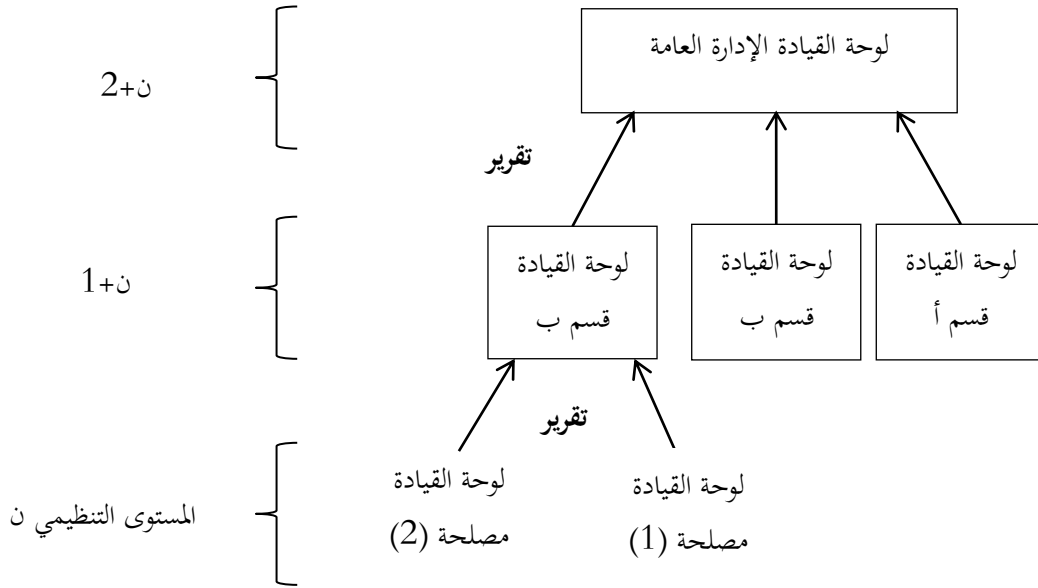 لوحة القيادة الإدارة العامة
ن+2
تقرير
لوحة القيادة
قسم أ
لوحة القيادة
قسم ب
لوحة القيادة
قسم ب
ن+1
تقرير
لوحة القيادة
مصلحة (1)
لوحة القيادة
مصلحة (2)
المستوى التنظيمي ن